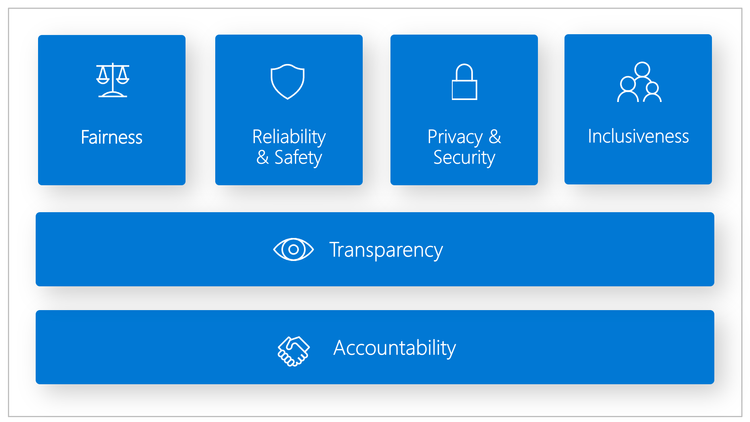 Fairness
Reliability
& Safety
Privacy &
Security
Inclusiveness
Transparency
Accountability